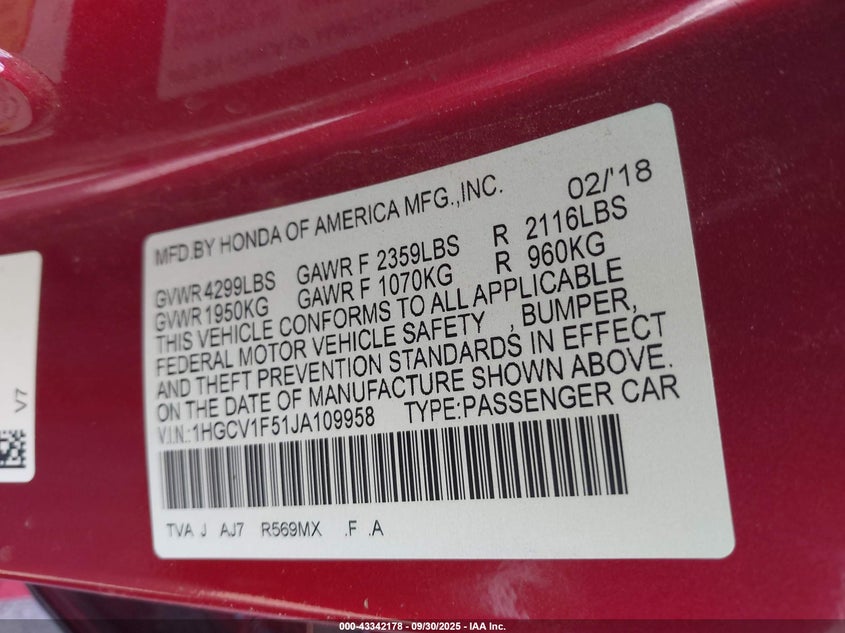 MFD.BY HONDA OF AMERICA MFG.,INC. 02/'18
GVWR 4299LBS GAWR F 2359LBS R 2116LBS
GVWR 1950KG GAWR F 1070KG R 960KG
THIS VEHICLE CONFORMS TO ALL APPLICABLE
FEDERAL MOTOR VEHICLE SAFETY , BUMPER,
AND THEFT PREVENTION STANDARDS IN EFFECT
ON THE DATE OF MANUFACTURE SHOWN ABOVE.
V.I.N.:1HGCV1F51JA109958 TYPE:PASSENGER CAR
TVA J AJ7 R569MX .F .A
V7
000-43342178 - 09/30/2025 - IAA Inc.